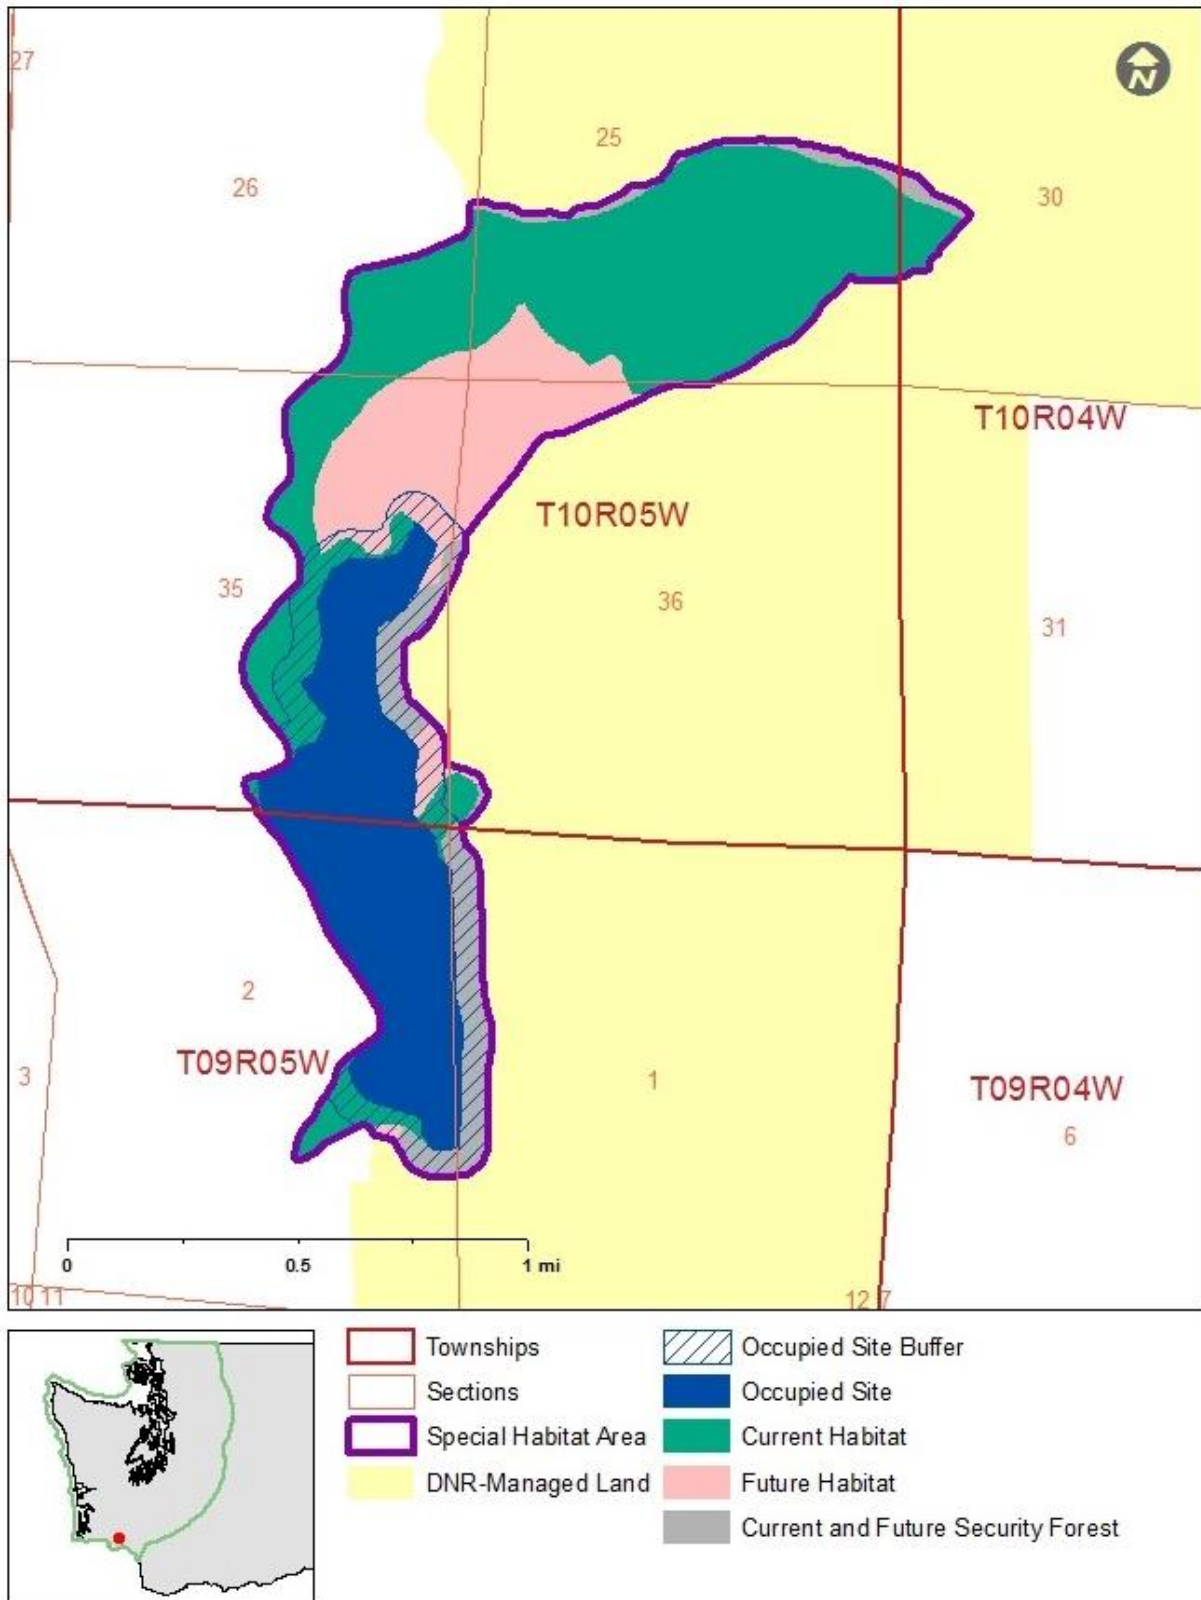 27
N
25
26
30
T10R04W
T10R05W
35
36
31
2
T09R05W
3
1
T09R04W
6
0
0.5
1 mi
10 11
12 7
Townships
Sections
Special Habitat Area
DNR-Managed Land
Occupied Site Buffer
Occupied Site
Current Habitat
Future Habitat
Current and Future Security Forest